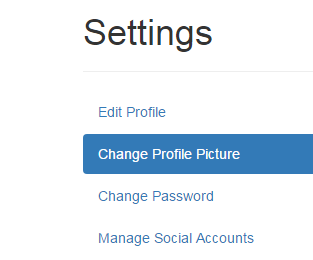 Settings
Edit Profile
Change Profile Picture
Change Password
Manage Social Accounts